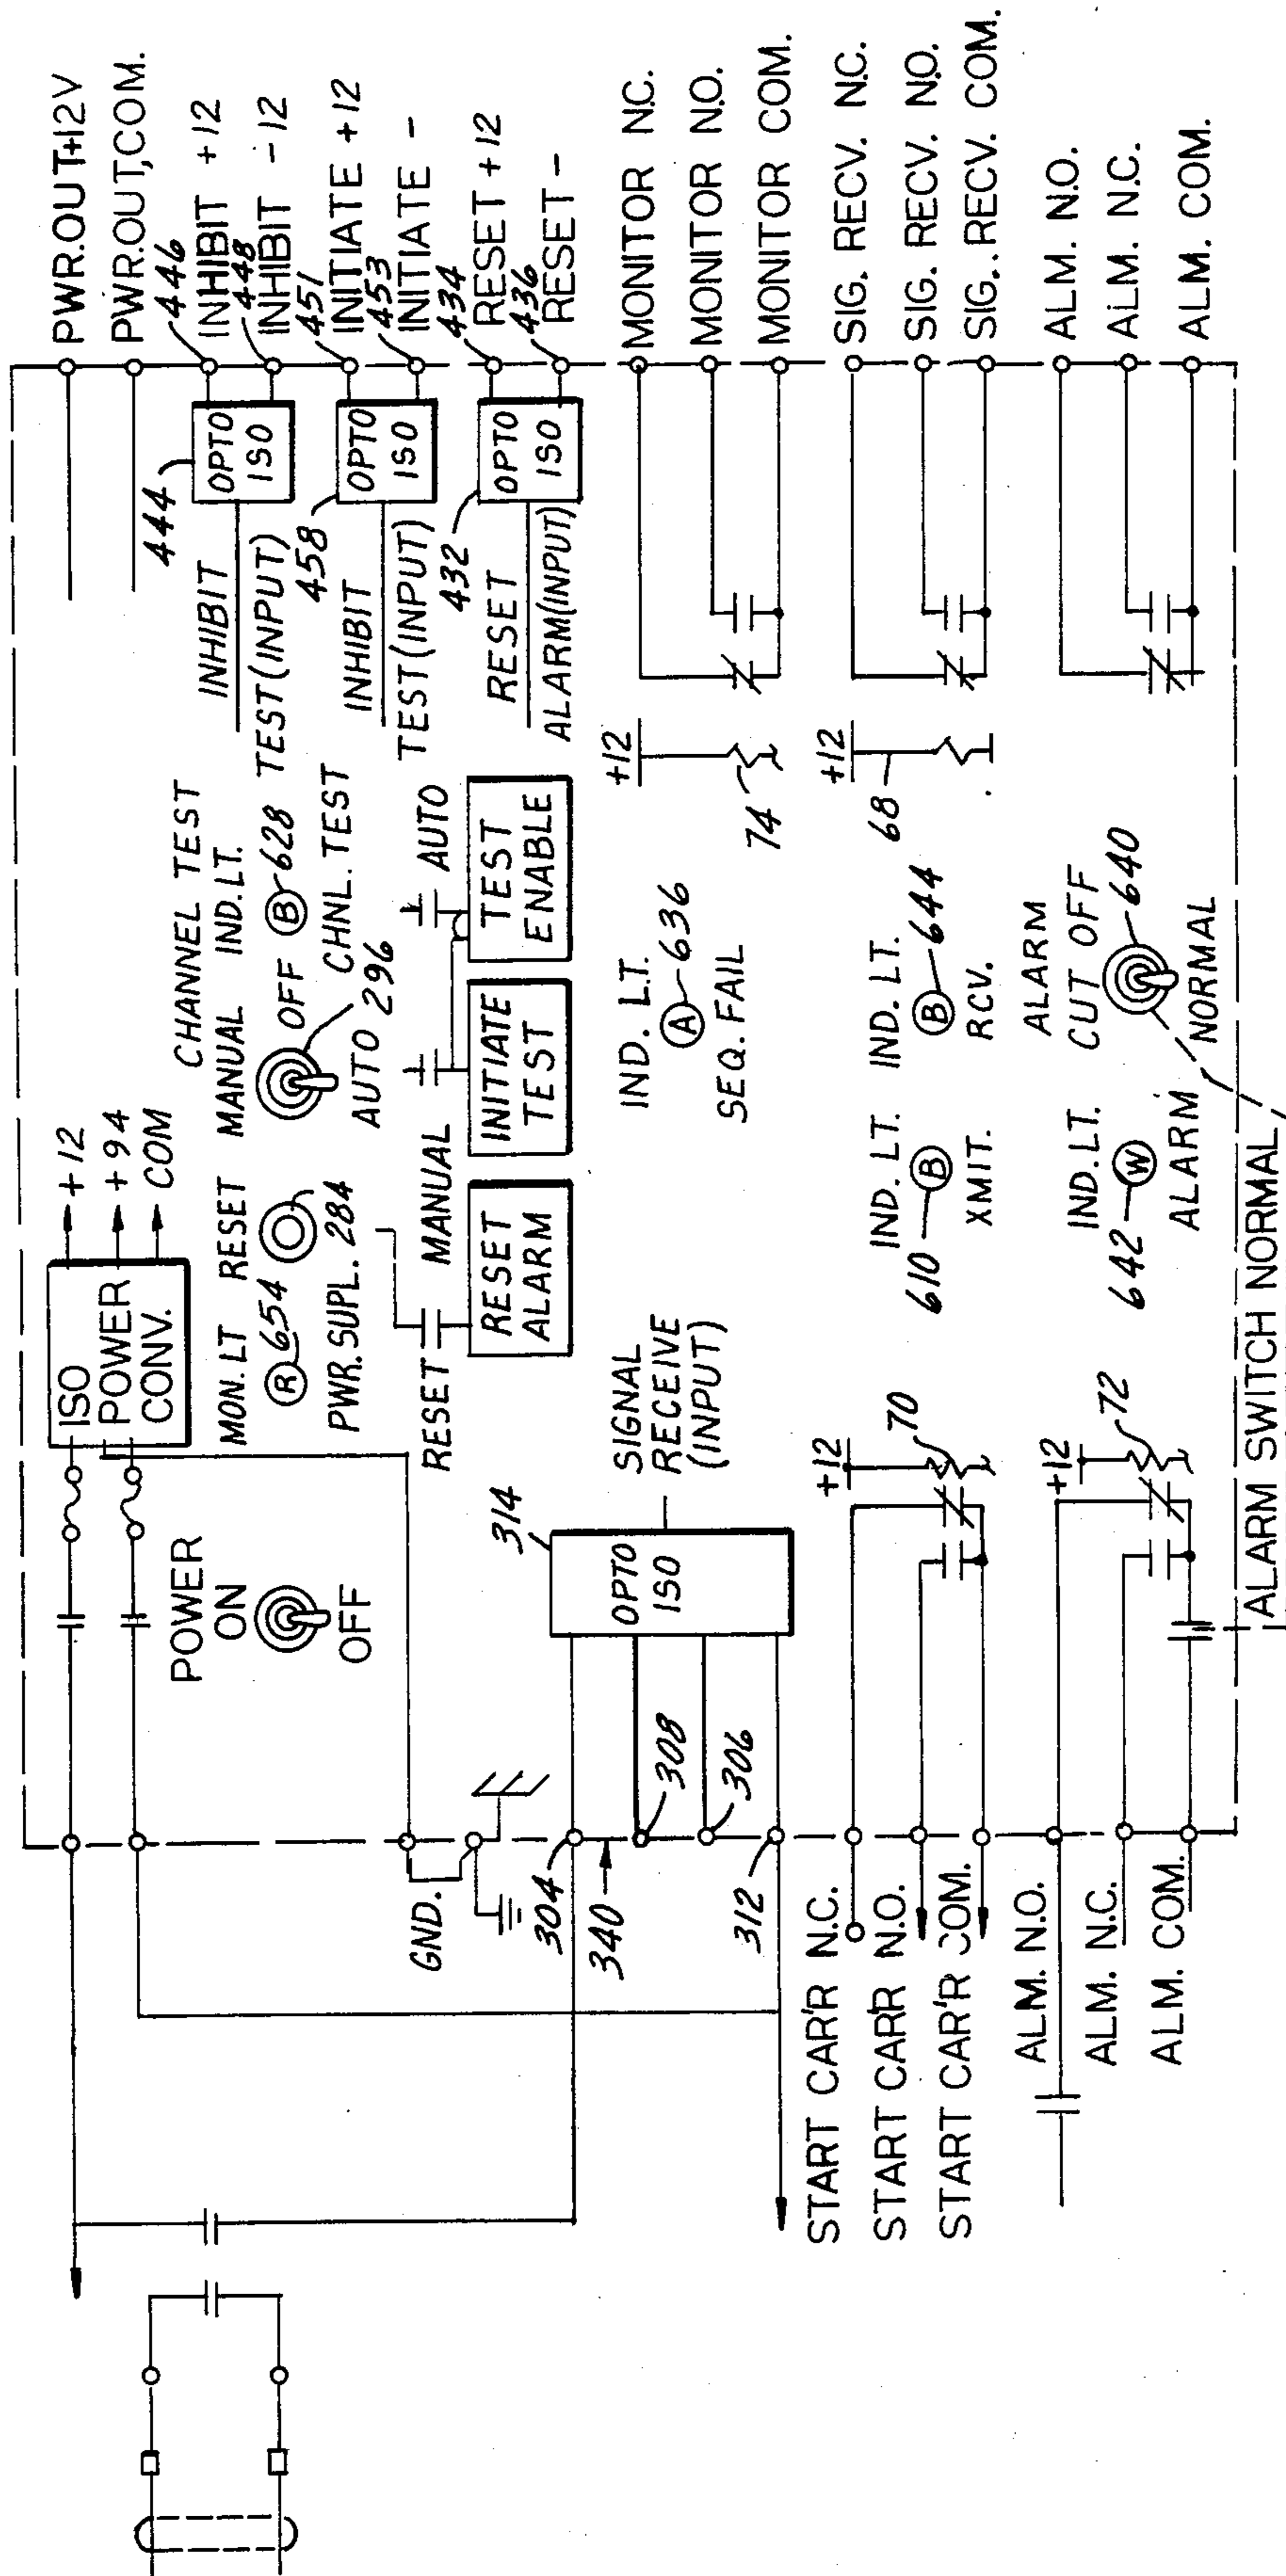 PWR.OUT+12V
PWR.OUT,COM.
446
INHIBIT +12
448
INHIBIT -12
451
INITIATE +12
453
INITIATE -
434
RESET +12
436
RESET -
MONITOR N.C.
MONITOR N.O.
MONITOR COM.
SIG. RECV. N.C.
SIG. RECV. N.O.
SIG. RECV. COM.
ALM. N.O.
ALM. N.C.
ALM. COM.
444
OPTO
ISO
INHIBIT
TEST(INPUT)
458
OPTO
ISO
INHIBIT
TEST(INPUT)
432
OPTO
ISO
RESET
ALARM(INPUT)
+12
74
+12
68
+12
+94
COM
ISO
POWER
CONV.
CHANNEL TEST
MON.LT RESET MANUAL IND.LT.
R 654
OFF B 628
PWR.SUPL. 284
AUTO 296
CHNL. TEST
RESET
MANUAL
AUTO
RESET
ALARM
INITIATE
TEST
TEST
ENABLE
POWER
ON
OFF
IND. LT.
A 636
SEQ. FAIL
314
OPTO
ISO
SIGNAL
RECEIVE
(INPUT)
IND. LT.
610 B
XMIT.
IND. LT.
B 644
RCV.
ALARM
CUT OFF
640
NORMAL
IND. LT.
642 W
ALARM
+12
70
+12
72
ALARM SWITCH NORMAL
GND.
304
340
308
306
312
START CAR'R N.C.
START CAR'R N.O.
START CAR'R COM.
ALM. N.O.
ALM. N.C.
ALM. COM.